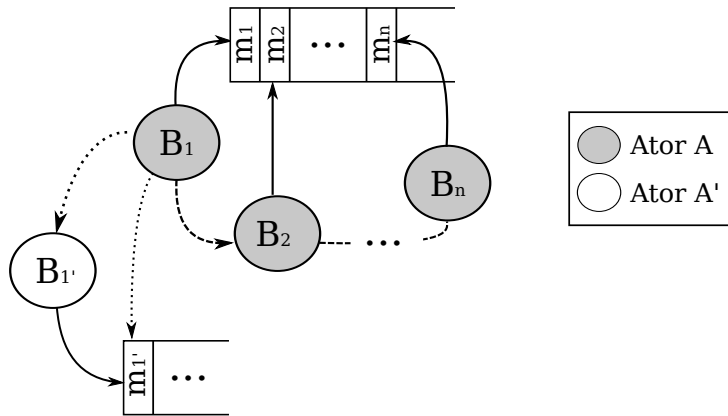 m₁ m₂ ... mₙ
B₁
Ator A
Bₙ
Ator A'
B₂ ...
B₁'
m₁' ...